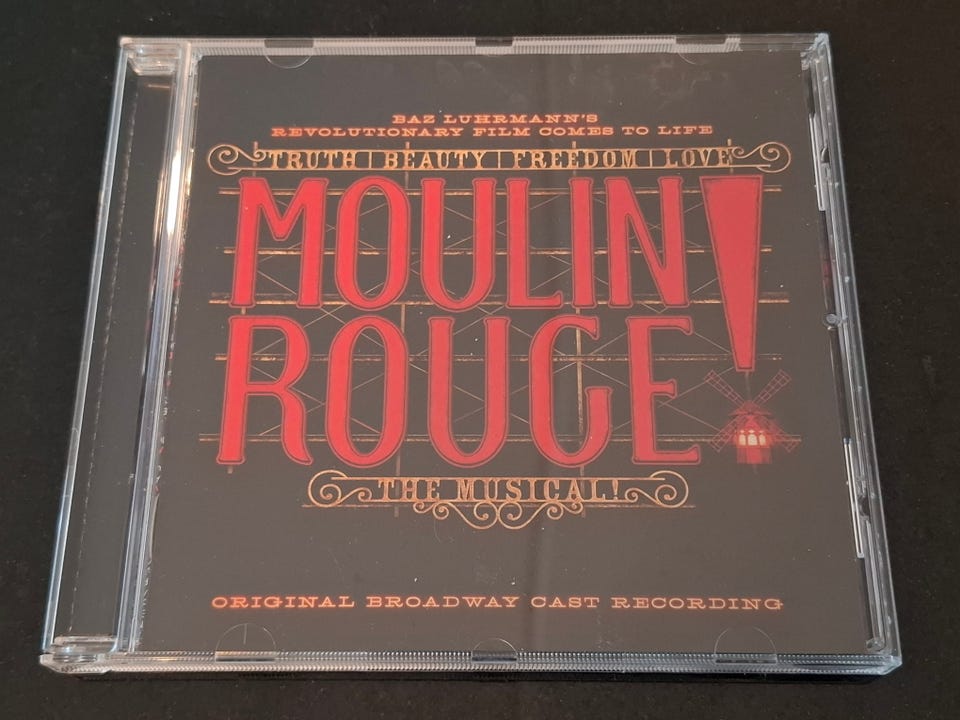 BAZ LUHRMANN'S
REVOLUTIONARY FILM COMES TO LIFE
TRUTH | BEAUTY | FREEDOM | LOVE
MOULIN
ROUGE!
THE MUSICAL!
ORIGINAL BROADWAY CAST RECORDING